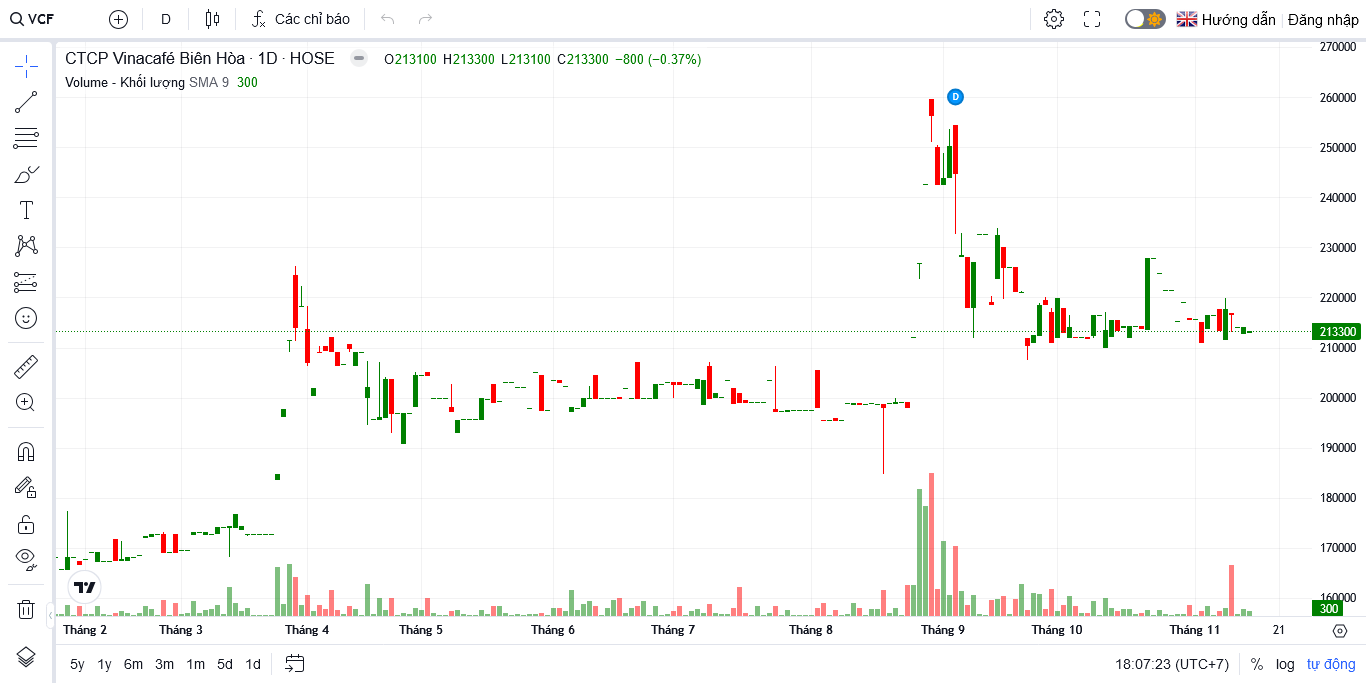 VCF D Các chỉ báo Hướng dẫn Đăng nhập
CTCP Vinacafé Biên Hòa · 1D · HOSE O213100 H213300 L213100 C213300 −800 (−0.37%)
Volume - Khối lượng SMA 9 300
D
270000
260000
250000
240000
230000
220000
213300
210000
200000
190000
180000
170000
160000
300
Tháng 2 Tháng 3 Tháng 4 Tháng 5 Tháng 6 Tháng 7 Tháng 8 Tháng 9 Tháng 10 Tháng 11 21
5y 1y 6m 3m 1m 5d 1d 18:07:23 (UTC+7) % log tự động